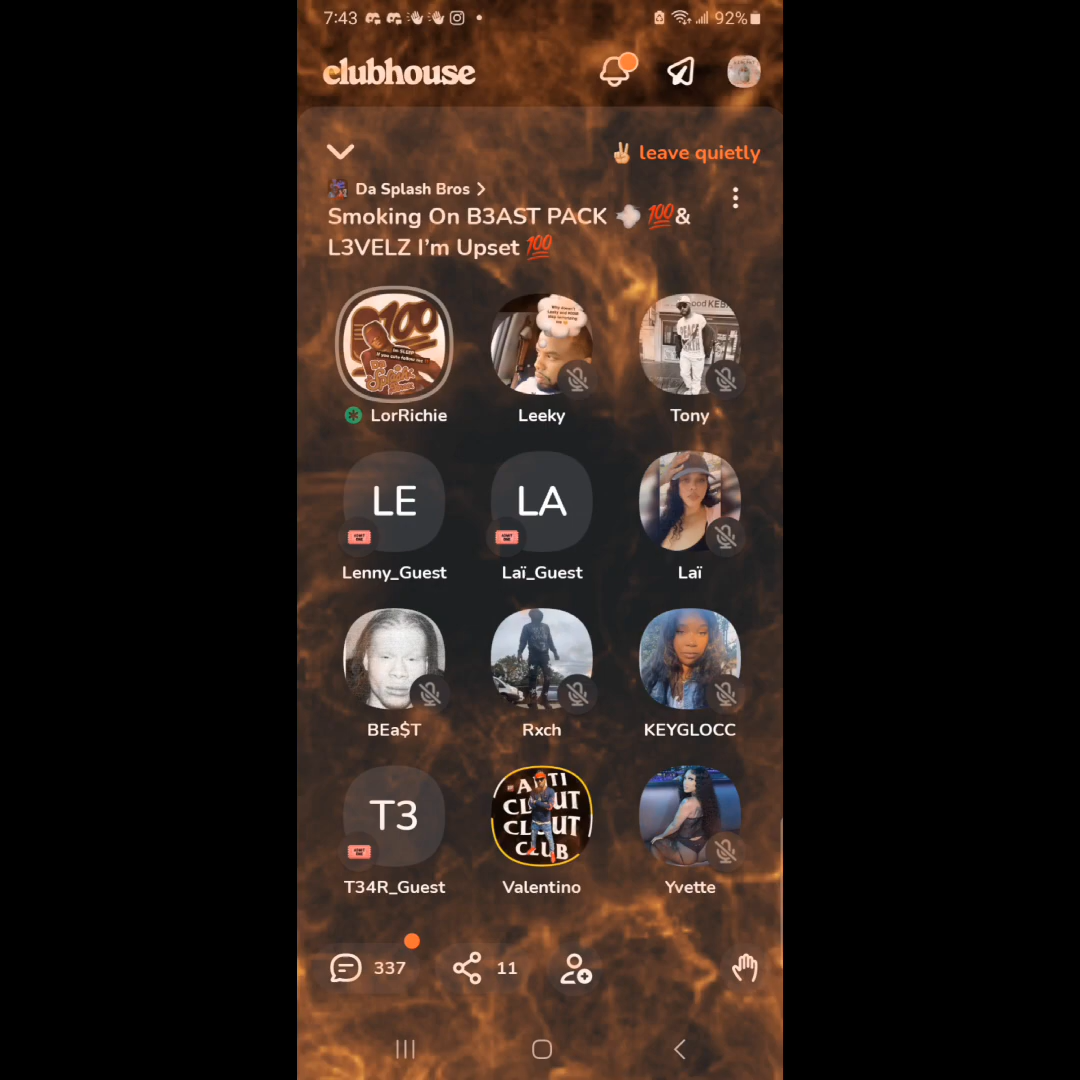 7:43
92%
clubhouse
✌🏼 leave quietly
Da Splash Bros >
Smoking On B3AST PACK 💨 💯&
L3VELZ I'm Upset 💯
100
LorRichie
Leeky
Tony
LE
LA
Lenny_Guest
Laï_Guest
Laï
BEa$T
Rxch
KEYGLOCC
T3
ANTI
CLOUT
CLOUT
CLUB
T34R_Guest
Valentino
Yvette
337
11